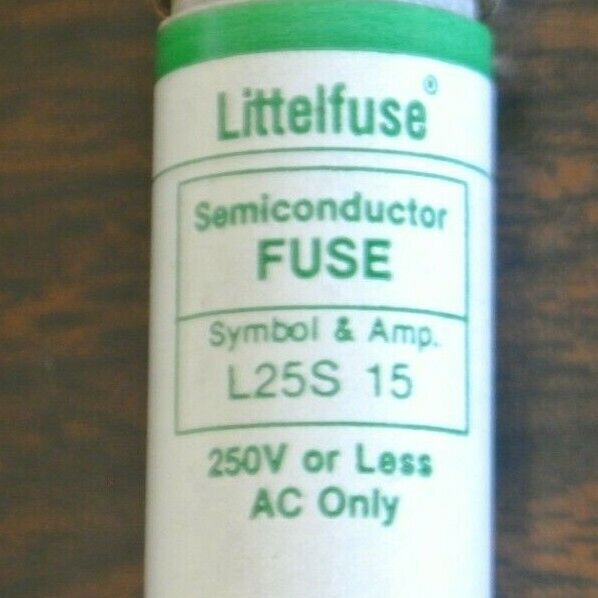 Littelfuse®
Semiconductor
FUSE
Symbol & Amp.
L25S 15
250V or Less
AC Only